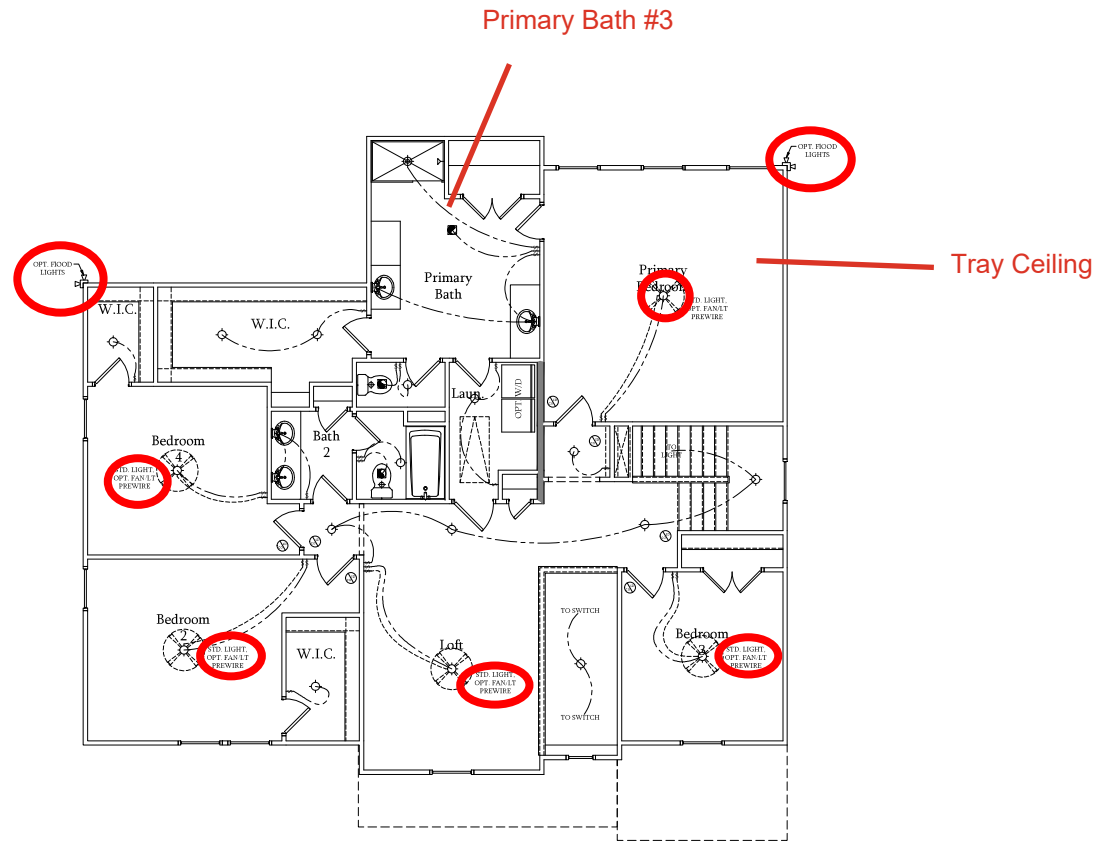 Primary Bath #3
OPT. FlOOD
LIGHTS
Tray Ceiling
OPT. FlOOD
LIGHTS
Primary
Bedroom
STD. LIGHT,
OPT. FAN/LT
PREWIRE
Primary
Bath
W.I.C.
W.I.C.
Laun.
OPT. W/D
Bedroom
4
STD. LIGHT,
OPT. FAN/LT
PREWIRE
Bath
2
TO
LIGHT
Bedroom
2
STD. LIGHT,
OPT. FAN/LT
PREWIRE
W.I.C.
Loft
STD. LIGHT,
OPT. FAN/LT
PREWIRE
TO SWITCH
TO SWITCH
Bedroom
3
STD. LIGHT,
OPT. FAN/LT
PREWIRE